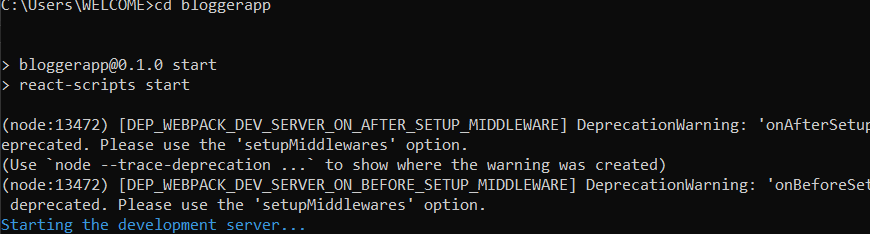 C:\Users\WELCOME>cd bloggerapp
> bloggerapp@0.1.0 start
> react-scripts start
(node:13472) [DEP_WEBPACK_DEV_SERVER_ON_AFTER_SETUP_MIDDLEWARE] DeprecationWarning: 'onAfterSetup
eprecated. Please use the 'setupMiddlewares' option.
(Use `node --trace-deprecation ...` to show where the warning was created)
(node:13472) [DEP_WEBPACK_DEV_SERVER_ON_BEFORE_SETUP_MIDDLEWARE] DeprecationWarning: 'onBeforeSet
deprecated. Please use the 'setupMiddlewares' option.
Starting the development server...